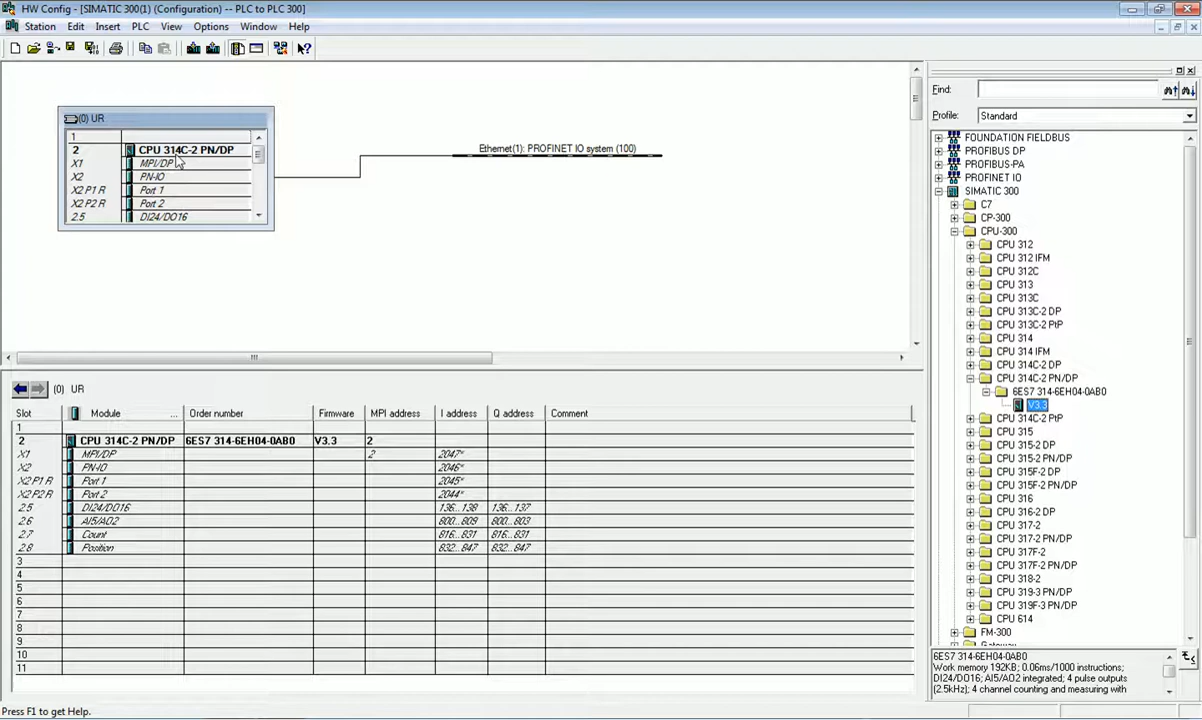 HW Config - [SIMATIC 300(1) (Configuration) -- PLC to PLC 300]
Station Edit Insert PLC View Options Window Help
(0) UR
1
2 CPU 314C-2 PN/DP
X1 MPI/DP
X2 PN-IO
X2 P1 R Port 1
X2 P2 R Port 2
2.5 DI24/DO16
Ethernet(1): PROFINET IO system (100)
Find:
Profile: Standard
FOUNDATION FIELDBUS
PROFIBUS DP
PROFIBUS-PA
PROFINET IO
SIMATIC 300
C7
CP-300
CPU-300
CPU 312
CPU 312 IFM
CPU 312C
CPU 313
CPU 313C
CPU 313C-2 DP
CPU 313C-2 PtP
CPU 314
CPU 314 IFM
CPU 314C-2 DP
CPU 314C-2 PN/DP
6ES7 314-6EH04-0AB0
V3.3
CPU 314C-2 PtP
CPU 315
CPU 315-2 DP
CPU 315-2 PN/DP
CPU 315F-2 DP
CPU 315F-2 PN/DP
CPU 316
CPU 316-2 DP
CPU 317-2
CPU 317-2 PN/DP
CPU 317F-2
CPU 317F-2 PN/DP
CPU 318-2
CPU 319-3 PN/DP
CPU 319F-3 PN/DP
CPU 614
FM-300
Gateway
6ES7 314-6EH04-0AB0
Work memory 192KB; 0.06ms/1000 instructions;
DI24/DO16; AI5/AO2 integrated; 4 pulse outputs
(2.5kHz); 4 channel counting and measuring with
(0) UR
Slot Module ... Order number Firmware MPI address I address Q address Comment
1
2 CPU 314C-2 PN/DP 6ES7 314-6EH04-0AB0 V3.3 2
X1 MPI/DP 2 2047*
X2 PN-IO 2046*
X2 P1 R Port 1 2045*
X2 P2 R Port 2 2044*
2.5 DI24/DO16 136...138 136...137
2.6 AI5/AO2 800...809 800...803
2.7 Count 816...831 816...831
2.8 Position 832...847 832...847
3
4
5
6
7
8
9
10
11
Press F1 to get Help.